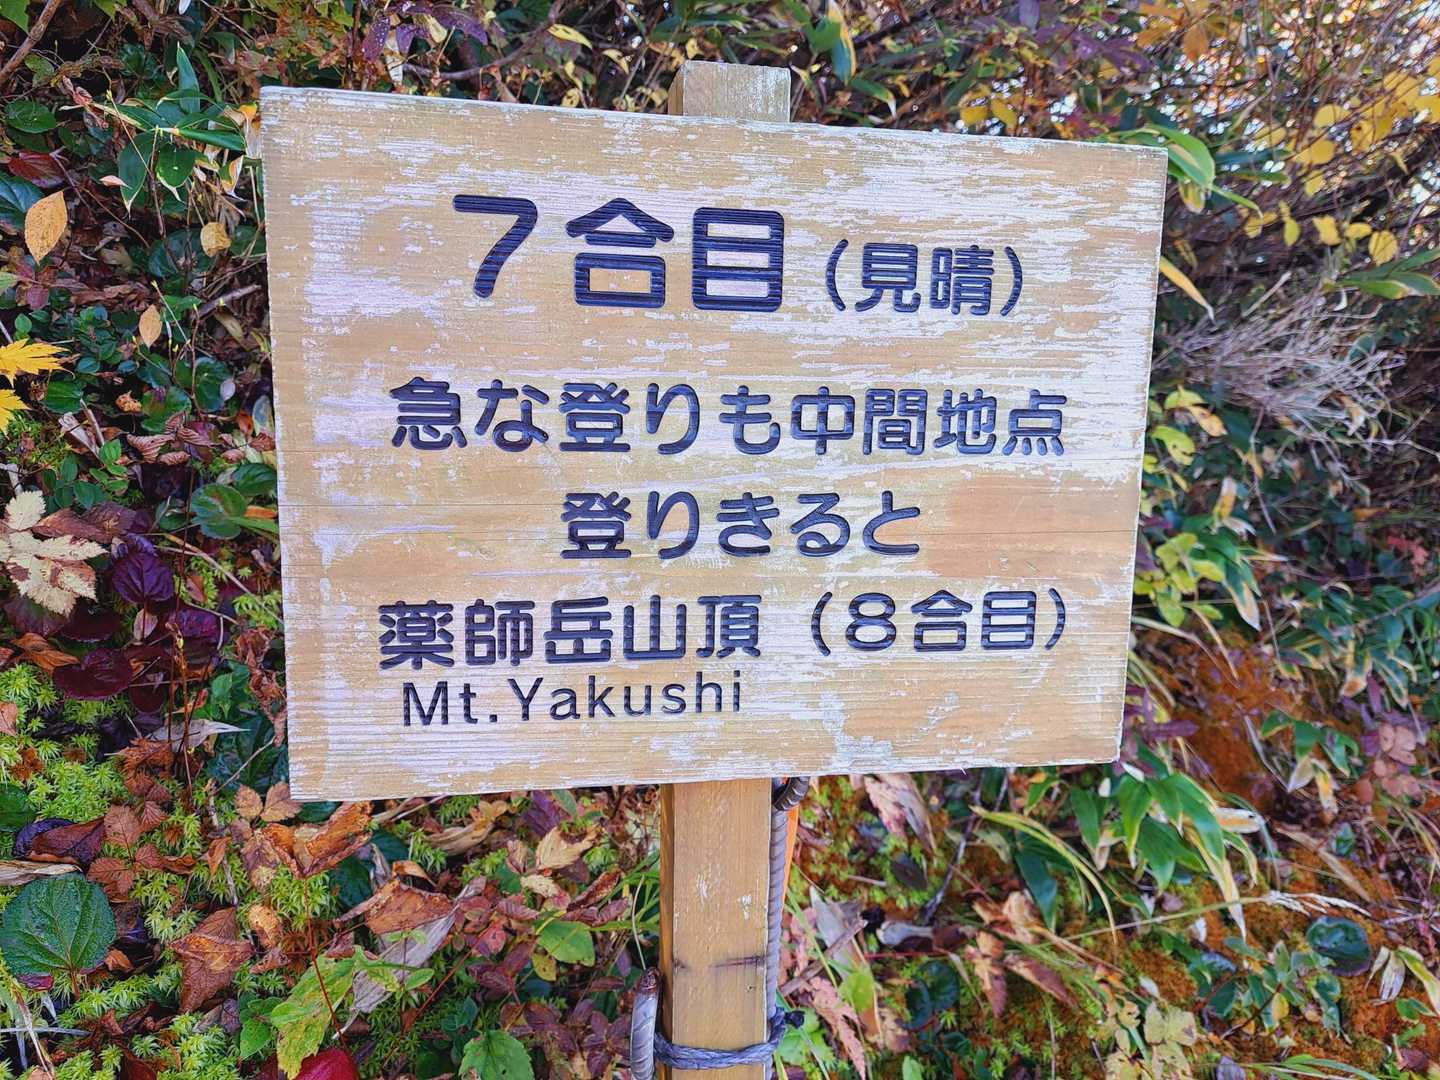 7合目（見晴）
急な登りも中間地点
登りきると
薬師岳山頂（8合目）
Mt.Yakushi